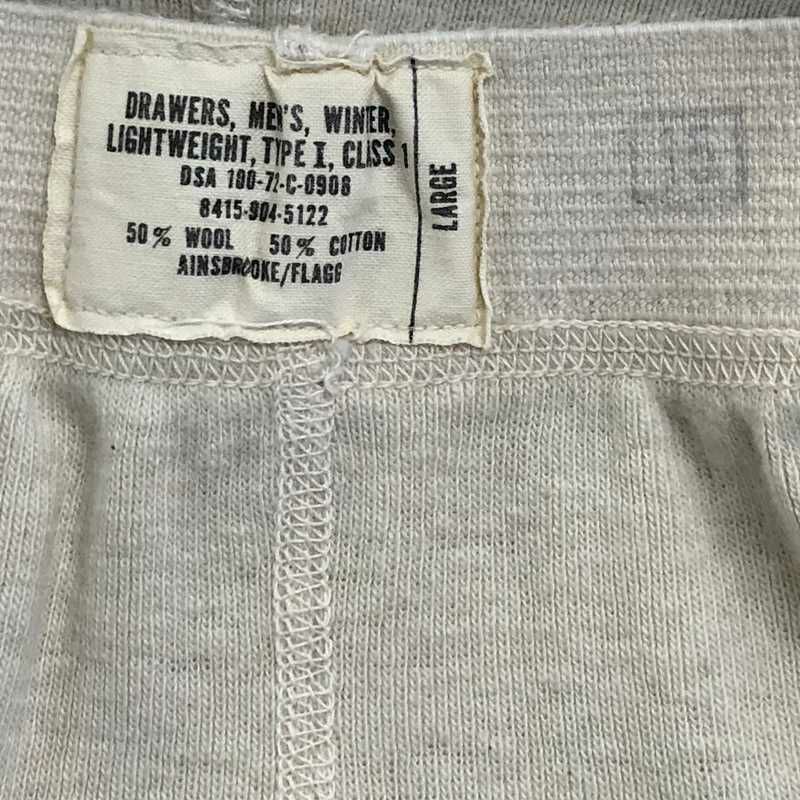 DRAWERS, MEN'S, WINTER,
LIGHTWEIGHT, TYPE I, CLASS 1
DSA 100-72-C-0908
8415-904-5122
50% WOOL 50% COTTON
AINSBROOKE/FLAGG
LARGE